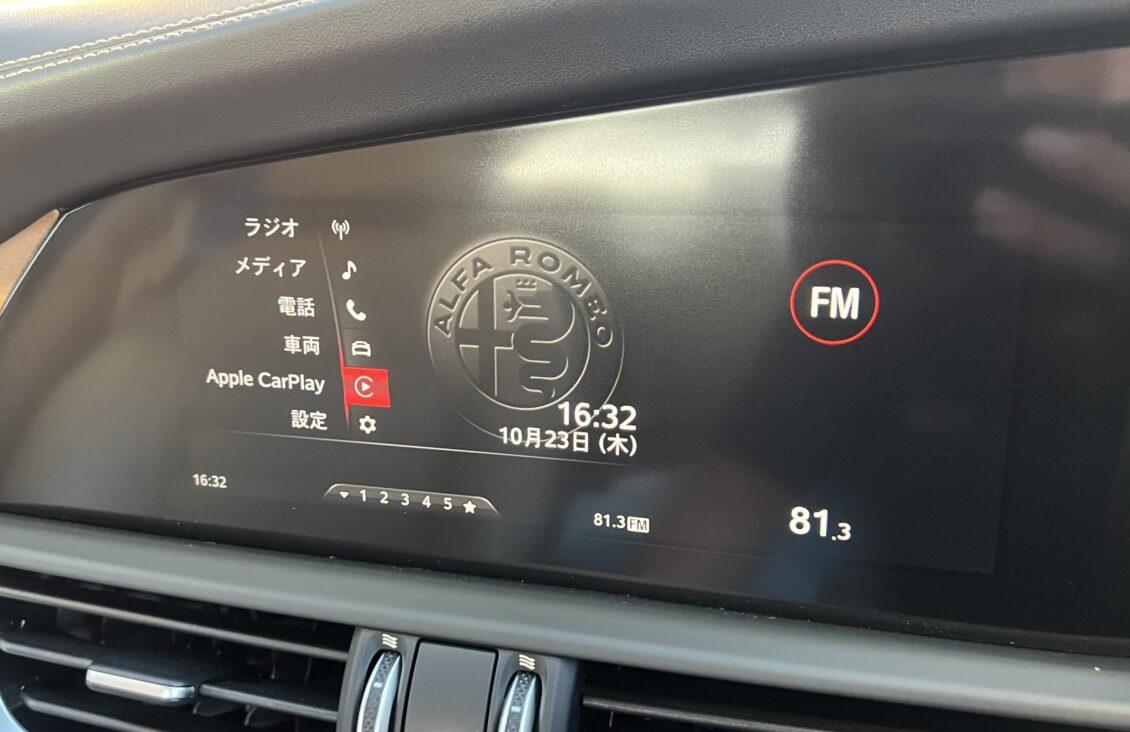 ラジオ
メディア
電話
車両
Apple CarPlay
設定
ALFA ROMEO
16:32
10月23日 (木)
16:32
1 2 3 4 5
81.3 FM
FM
81.3